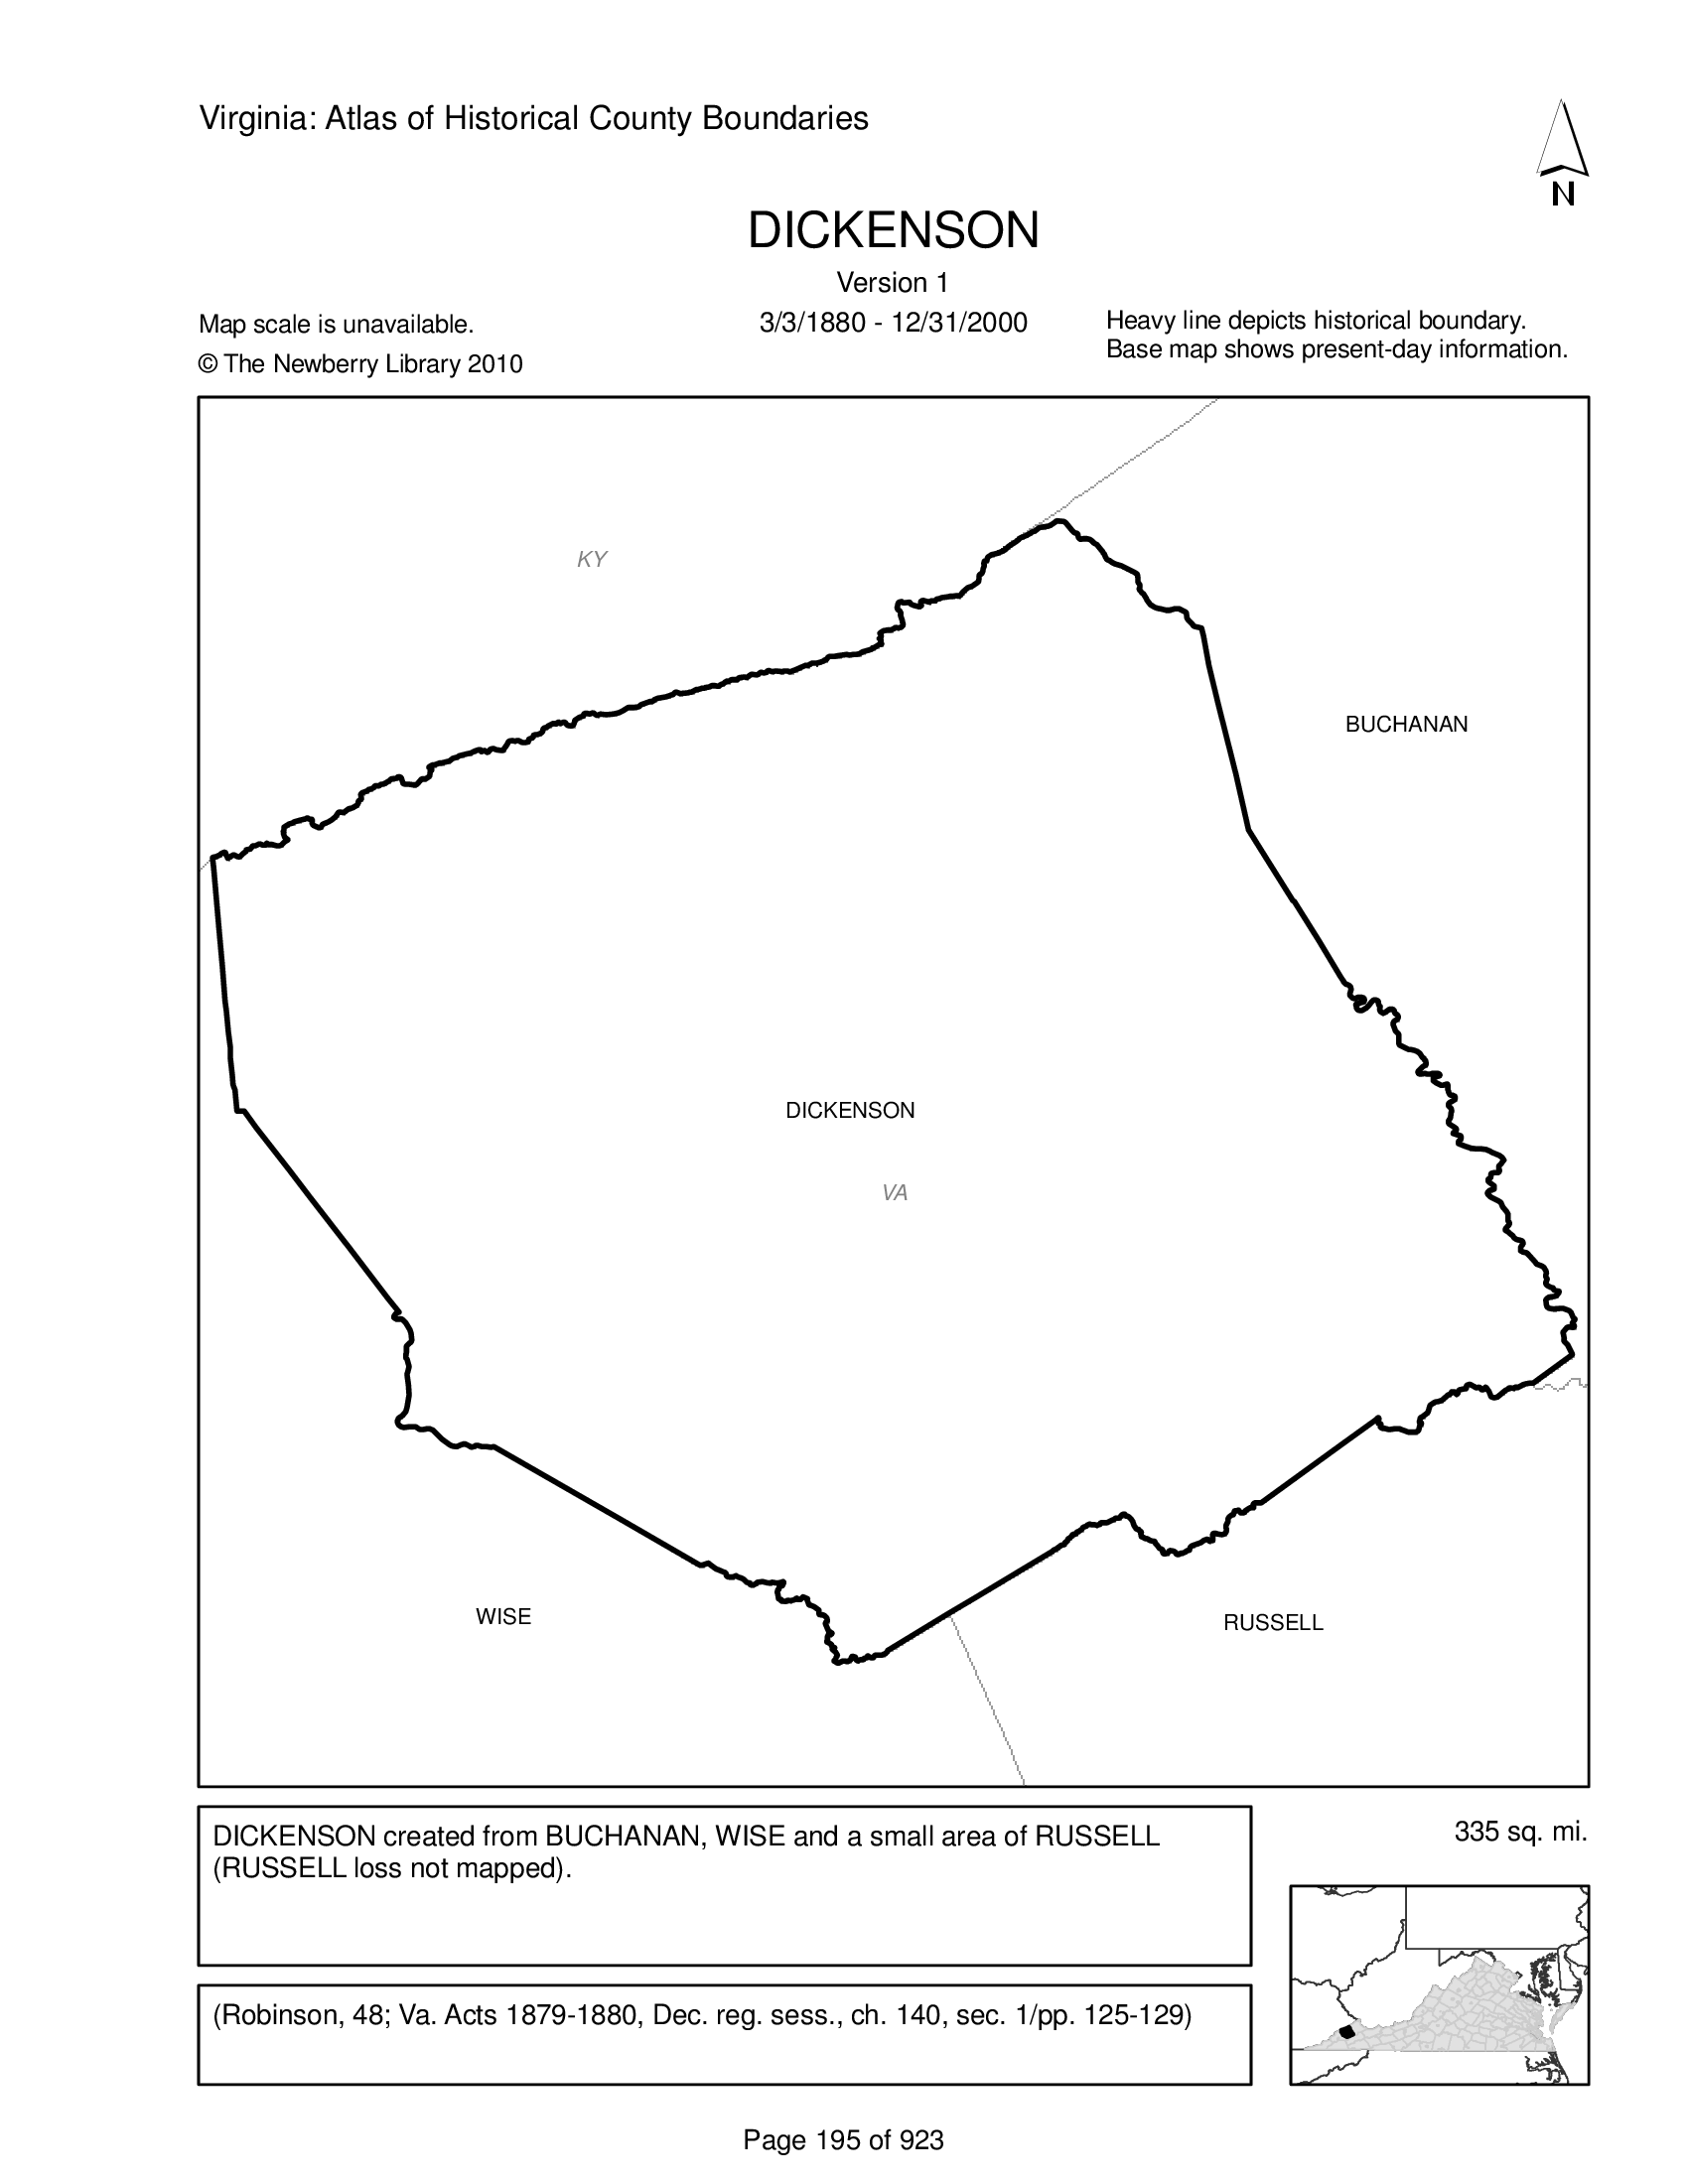 Virginia: Atlas of Historical County Boundaries
N
DICKENSON
Version 1
3/3/1880 - 12/31/2000
Map scale is unavailable.
© The Newberry Library 2010
Heavy line depicts historical boundary.
Base map shows present-day information.
KY
BUCHANAN
DICKENSON
VA
WISE
RUSSELL
DICKENSON created from BUCHANAN, WISE and a small area of RUSSELL
(RUSSELL loss not mapped).
335 sq. mi.
(Robinson, 48; Va. Acts 1879-1880, Dec. reg. sess., ch. 140, sec. 1/pp. 125-129)
Page 195 of 923